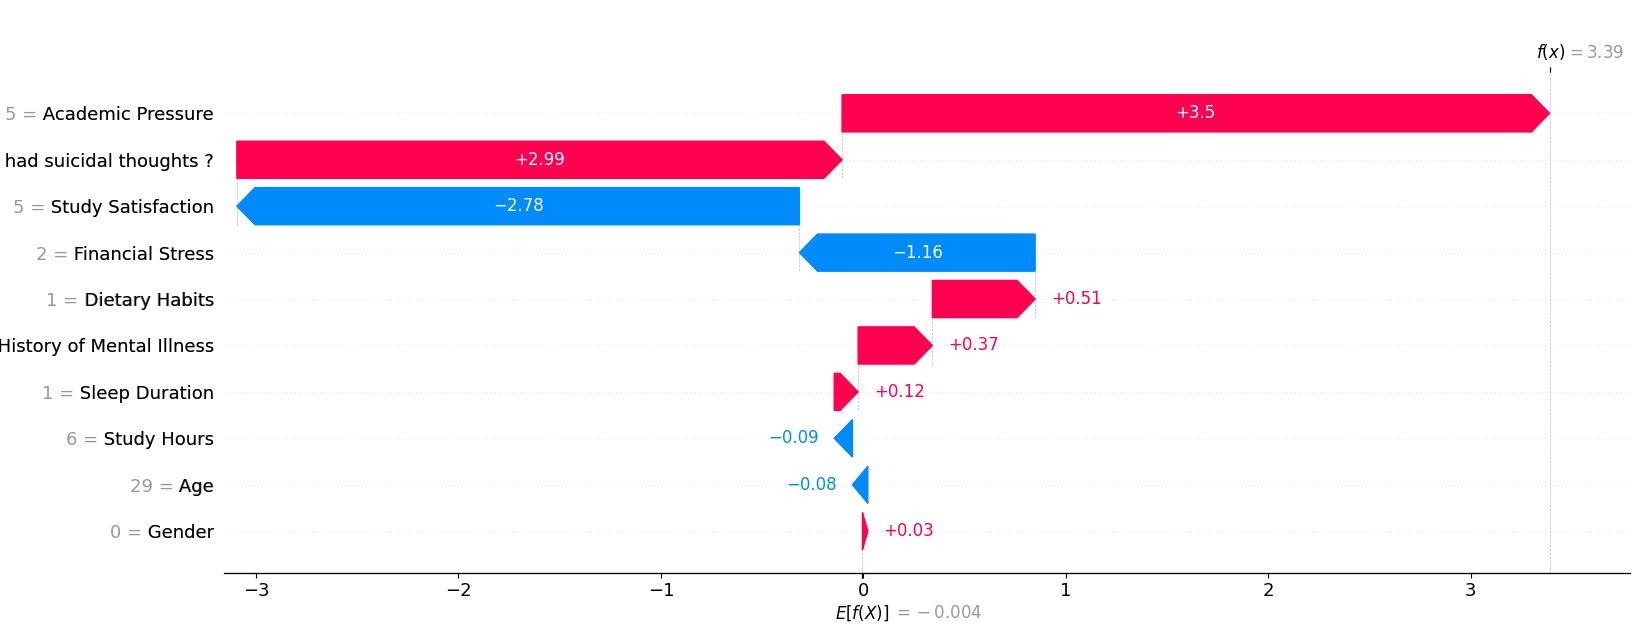 f(x) = 3.39
5 = Academic Pressure
+3.5
had suicidal thoughts ?
+2.99
5 = Study Satisfaction
−2.78
2 = Financial Stress
−1.16
1 = Dietary Habits
+0.51
History of Mental Illness
+0.37
1 = Sleep Duration
+0.12
6 = Study Hours
−0.09
29 = Age
−0.08
0 = Gender
+0.03
−3 −2 −1 0 1 2 3
E[f(X)] = −0.004